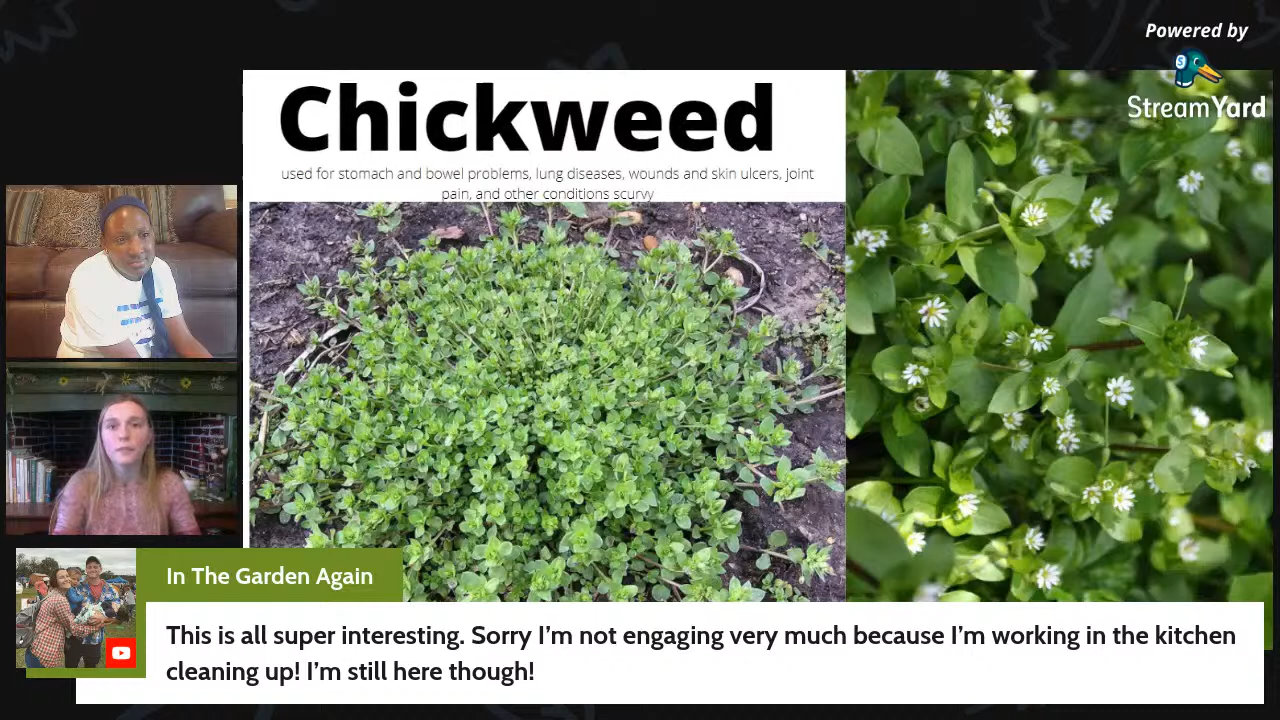 Powered by
StreamYard
Chickweed
used for stomach and bowel problems, lung diseases, wounds and skin ulcers, Joint
pain, and other conditions scurvy
In The Garden Again
This is all super interesting. Sorry I'm not engaging very much because I'm working in the kitchen
cleaning up! I'm still here though!